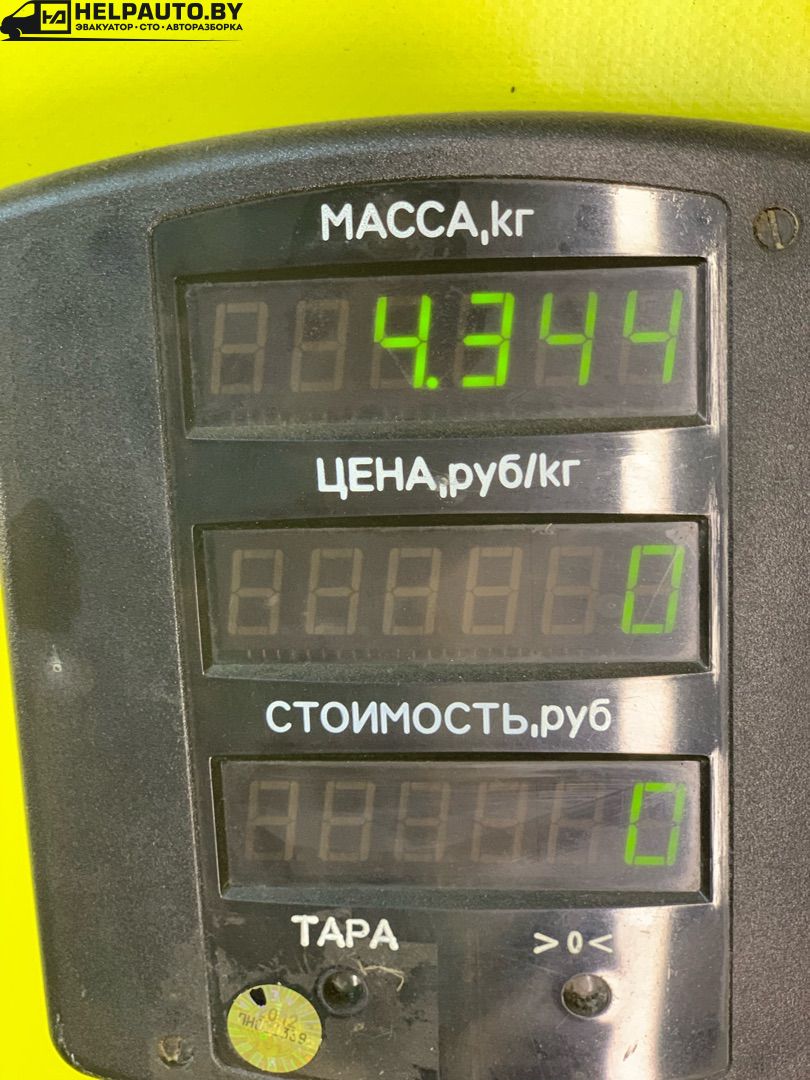 HELPAUTO.BY
ЭВАКУАТОР • СТО • АВТОРАЗБОРКА
МАССА,кг
4.344
ЦЕНА,руб/кг
0
СТОИМОСТЬ,руб
0
ТАРА
>0<